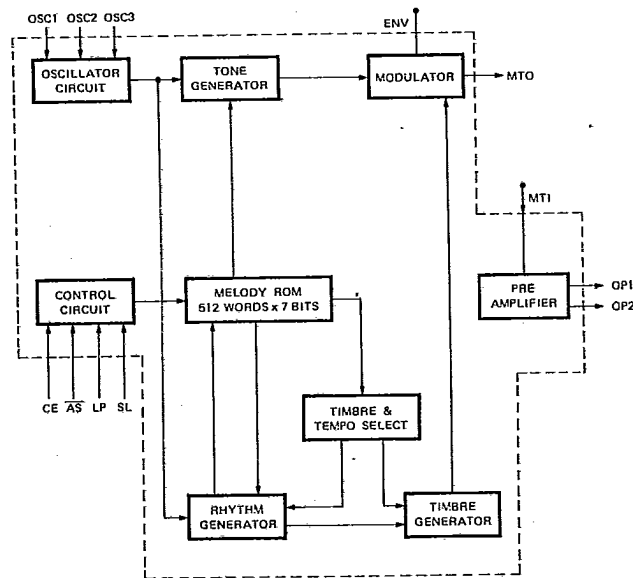 OSC1 OSC2 OSC3
ENV
OSCILLATOR
CIRCUIT
TONE
GENERATOR
MODULATOR
MTO
MTI
CONTROL
CIRCUIT
MELODY ROM
512 WORDS x 7 BITS
PRE
AMPLIFIER
OP1
OP2
CE AS LP SL
TIMBRE &
TEMPO SELECT
RHYTHM
GENERATOR
TIMBRE
GENERATOR